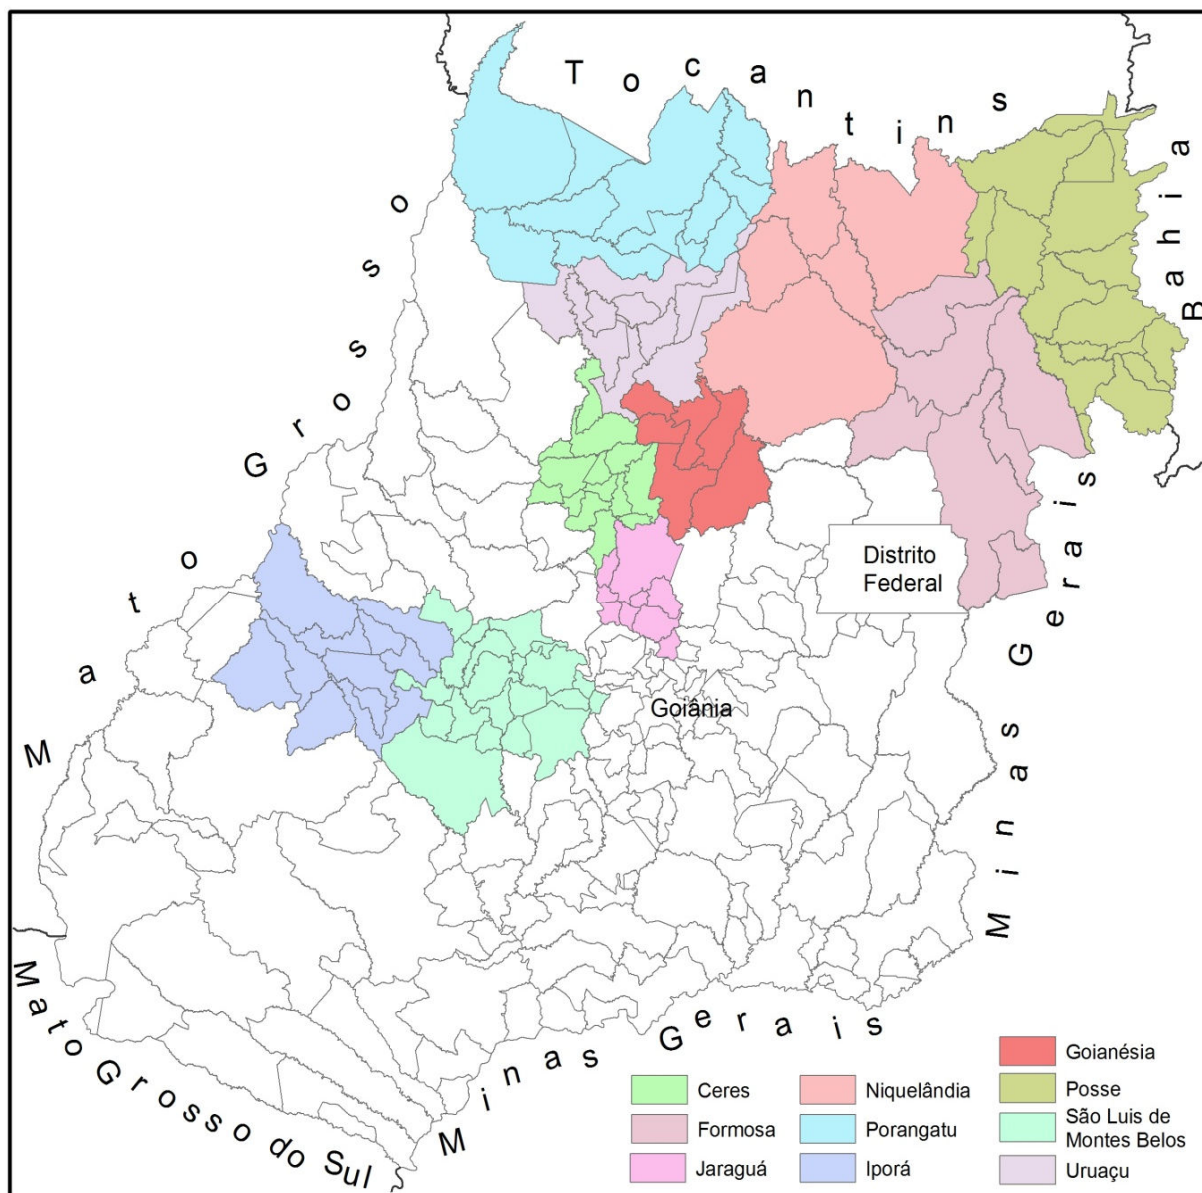 Tocantins
Bahia
Mato Grosso
Distrito
Federal
Goiânia
Minas Gerais
Minas Gerais
Mato Grosso do Sul
Ceres
Formosa
Jaraguá
Niquelândia
Porangatu
Iporá
Goianésia
Posse
São Luis de
Montes Belos
Uruaçu